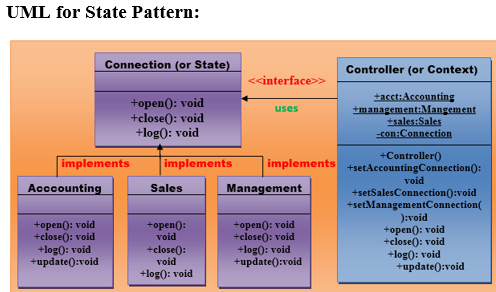 UML for State Pattern:
Connection (or State)
+open(): void
+close(): void
+log(): void
<<interface>>
uses
Controller (or Context)
+acct:Accounting
+management:Mangement
+sales:Sales
-con:Connection
+Controller()
+setAccountingConnection():
void
+setSalesConnection():void
+setManagementConnection(
):void
+open(): void
+close(): void
+log(): void
+update():void
implements
implements
implements
Acccounting
+open(): void
+close(): void
+log(): void
+update():void
Sales
+open():
void
+close():
void
+log(): void
Management
+open(): void
+close(): void
+log(): void
+update():void